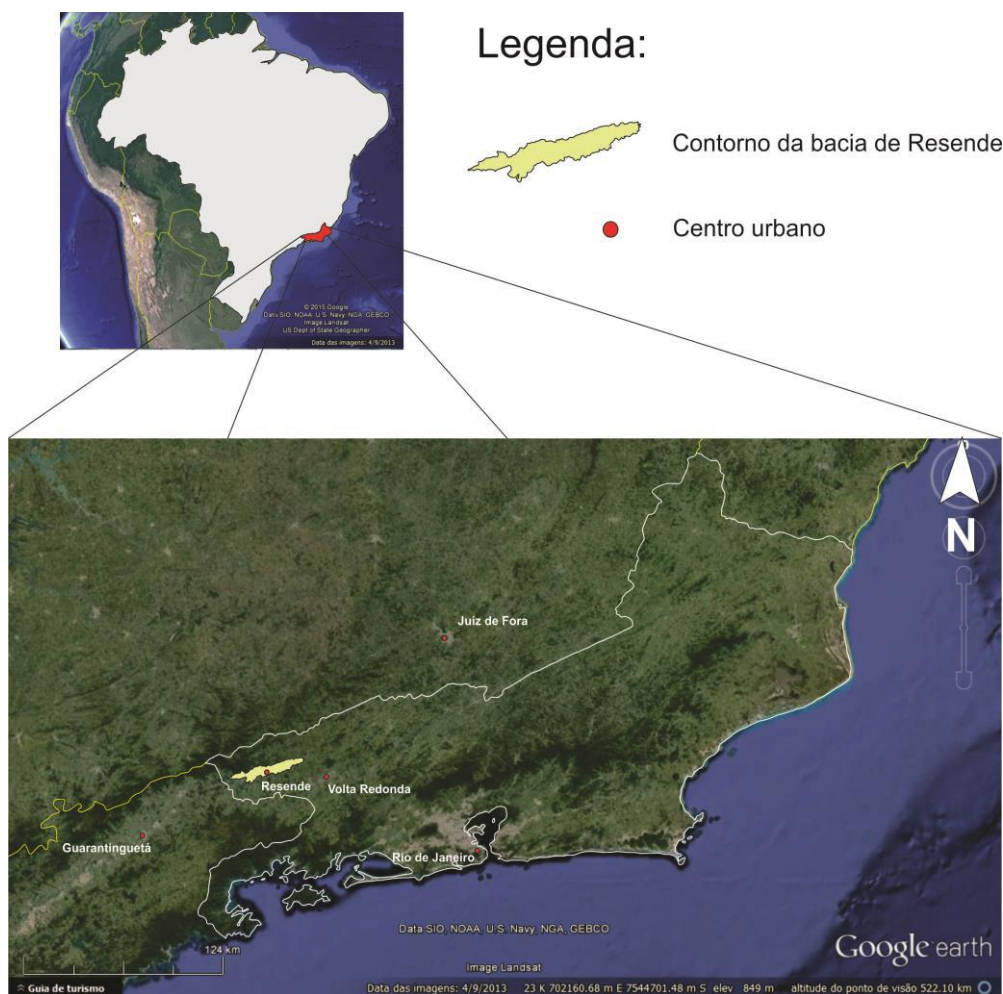 Legenda:
Contorno da bacia de Resende
Centro urbano
© 2015 Google
Data SIO, NOAA, U.S. Navy, NGA, GEBCO
Image Landsat
US Dept of State Geographer
Data das imagens: 4/9/2013
N
Juíz de Fora
Resende
Volta Redonda
Guarantinguetá
Rio de Janeiro
124 km
Data SIO, NOAA, U.S. Navy, NGA, GEBCO
Image Landsat
Google earth
Guia de turismo
Data das imagens: 4/9/2013 23 K 702160.68 m E 7544701.48 m S elev 849 m altitude do ponto de visão 522.10 km